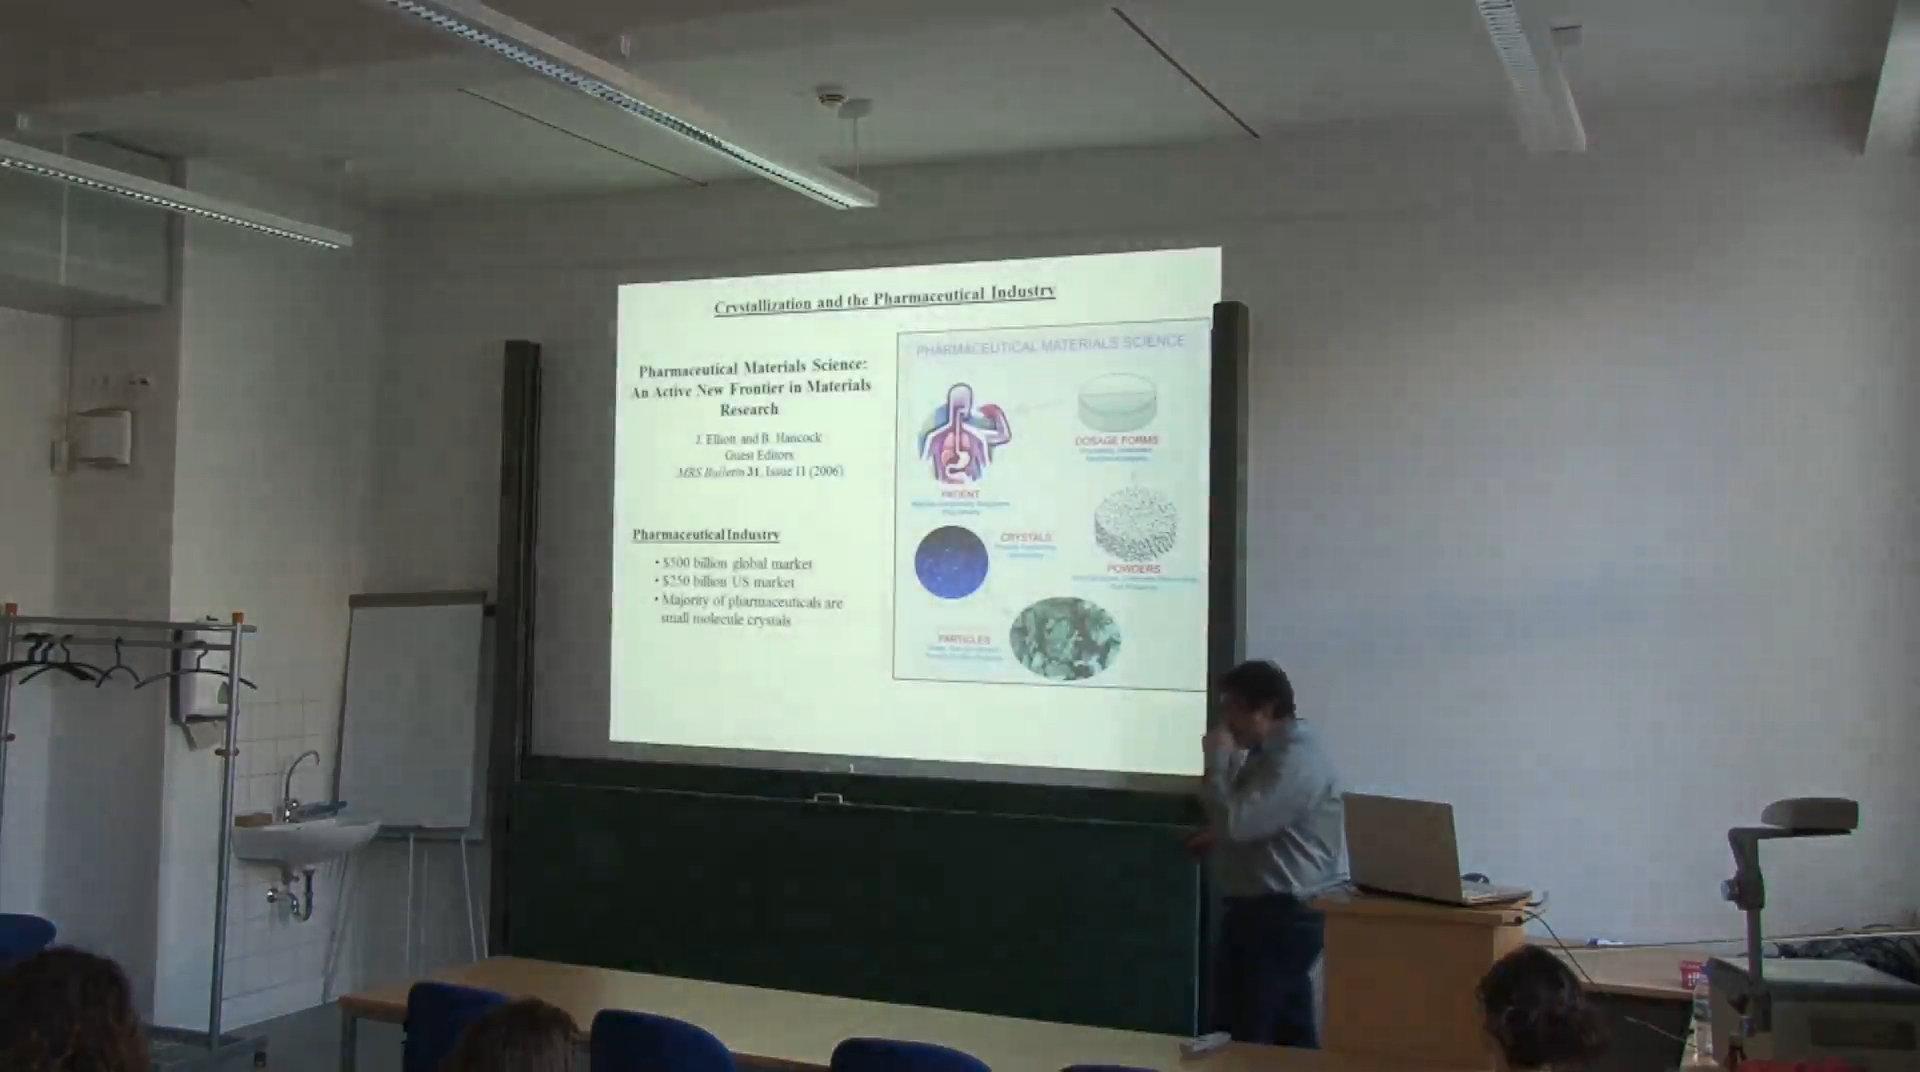 Crystallization and the Pharmaceutical Industry
Pharmaceutical Materials Science:
An Active New Frontier in Materials
Research
J. Elliott and B. Hancock
Guest Editors
MRS Bulletin 31, Issue 11 (2006)
Pharmaceutical Industry
• $500 billion global market
• $250 billion US market
• Majority of pharmaceuticals are
small molecule crystals
PHARMACEUTICAL MATERIALS SCIENCE
DOSAGE FORMS
PATIENT
CRYSTALS
POWDERS
PARTICLES